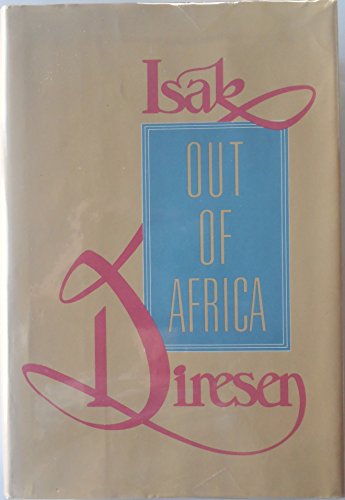 Isak
OUT
OF
AFRICA
Dinesen